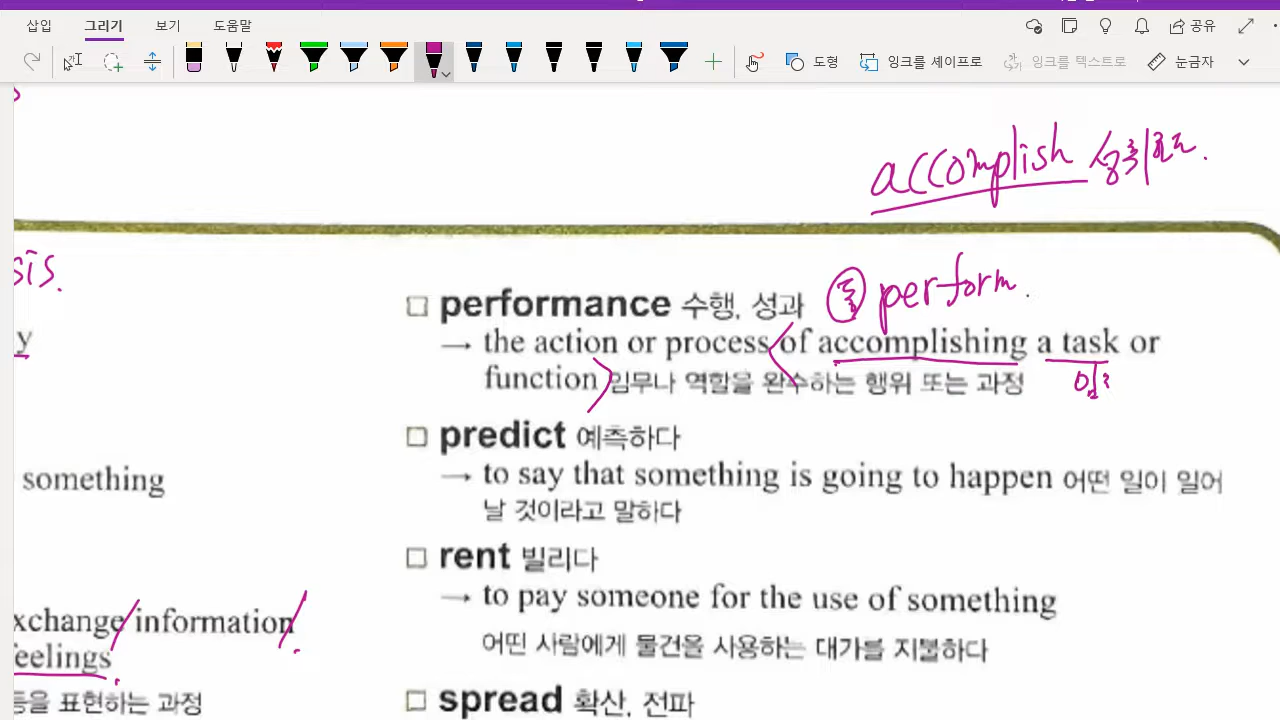 삽입 그리기 보기 도움말 공유
도형 잉크를 셰이프로 잉크를 텍스트로 눈금자
accomplish
sis.
performance 수행, 성과 동 perform.
y
→ the action or process of accomplishing a task or
function 임무나 역할을 완수하는 행위 또는 과정
predict 예측하다
→ to say that something is going to happen 어떤 일이 일어
something
날 것이라고 말하다
rent 빌리다
→ to pay someone for the use of something
xchange information
어떤 사람에게 물건을 사용하는 대가를 지불하다
eelings
등을 표현하는 과정
spread 확산, 전파